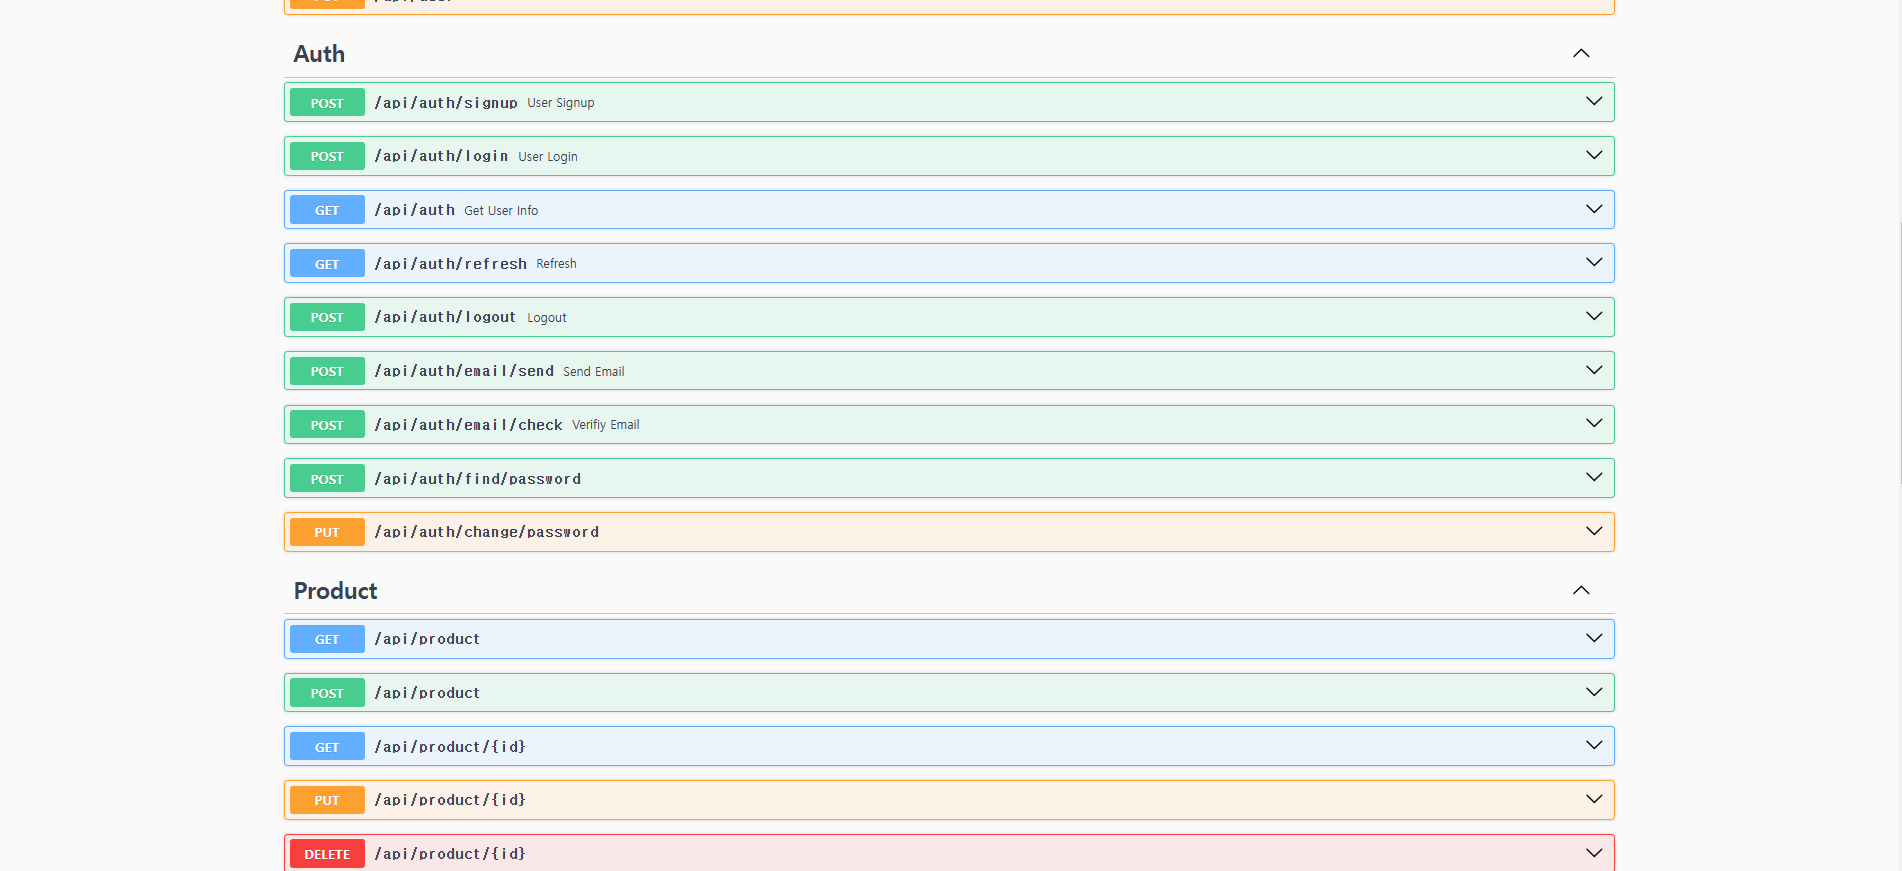 Auth
POST /api/auth/signup User Signup
POST /api/auth/login User Login
GET /api/auth Get User Info
GET /api/auth/refresh Refresh
POST /api/auth/logout Logout
POST /api/auth/email/send Send Email
POST /api/auth/email/check Verifiy Email
POST /api/auth/find/password
PUT /api/auth/change/password
Product
GET /api/product
POST /api/product
GET /api/product/{id}
PUT /api/product/{id}
DELETE /api/product/{id}